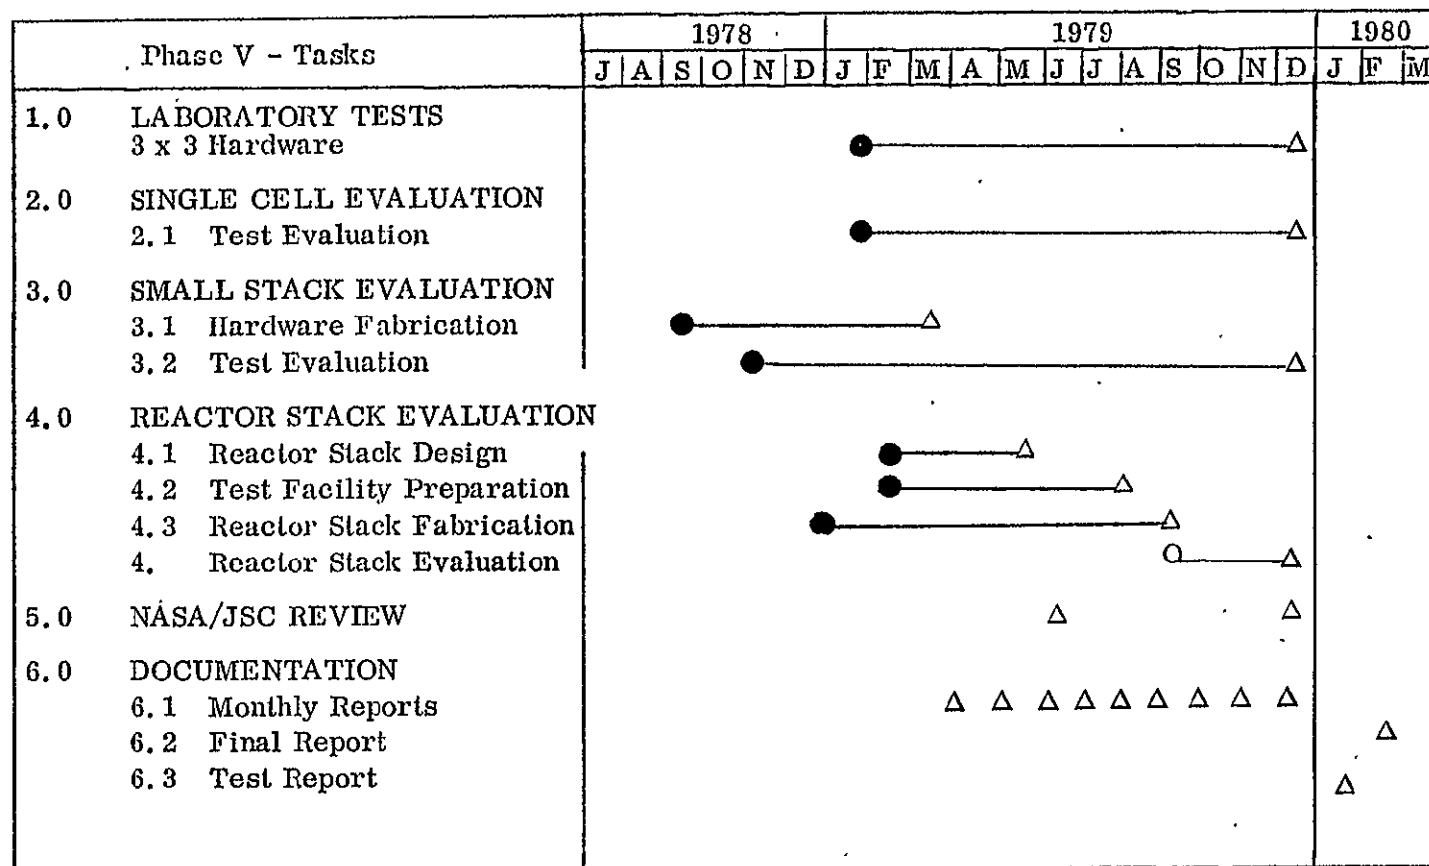 Phase V - Tasks
1978
1979
1980
J A S O N D J F M A M J J A S O N D J F M
1.0 LABORATORY TESTS
3 x 3 Hardware
2.0 SINGLE CELL EVALUATION
2.1 Test Evaluation
3.0 SMALL STACK EVALUATION
3.1 Hardware Fabrication
3.2 Test Evaluation
4.0 REACTOR STACK EVALUATION
4.1 Reactor Stack Design
4.2 Test Facility Preparation
4.3 Reactor Stack Fabrication
4. Reactor Stack Evaluation
5.0 NASA/JSC REVIEW
6.0 DOCUMENTATION
6.1 Monthly Reports
6.2 Final Report
6.3 Test Report